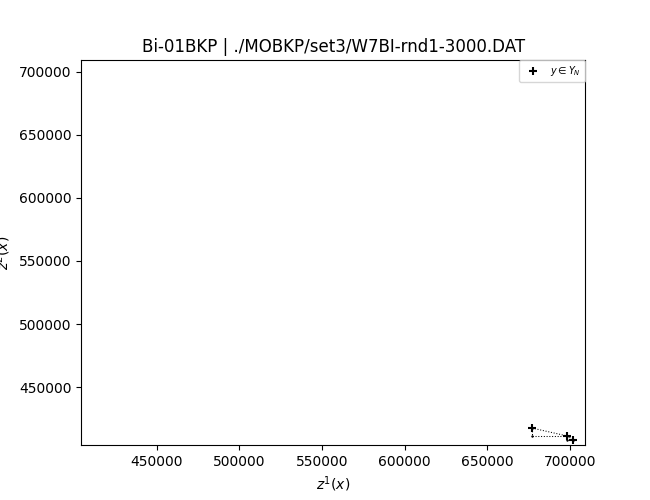 Bi-01BKP | ./MOBKP/set3/W7BI-rnd1-3000.DAT
y ∈ Y_N
700000
650000
600000
550000
500000
450000
z²(x)
450000 500000 550000 600000 650000 700000
z¹(x)